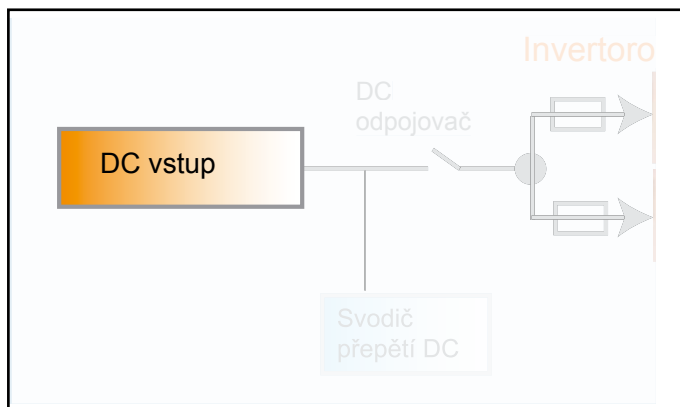 Invertoro
DC
odpojovač
DC vstup
Svodič
přepětí DC